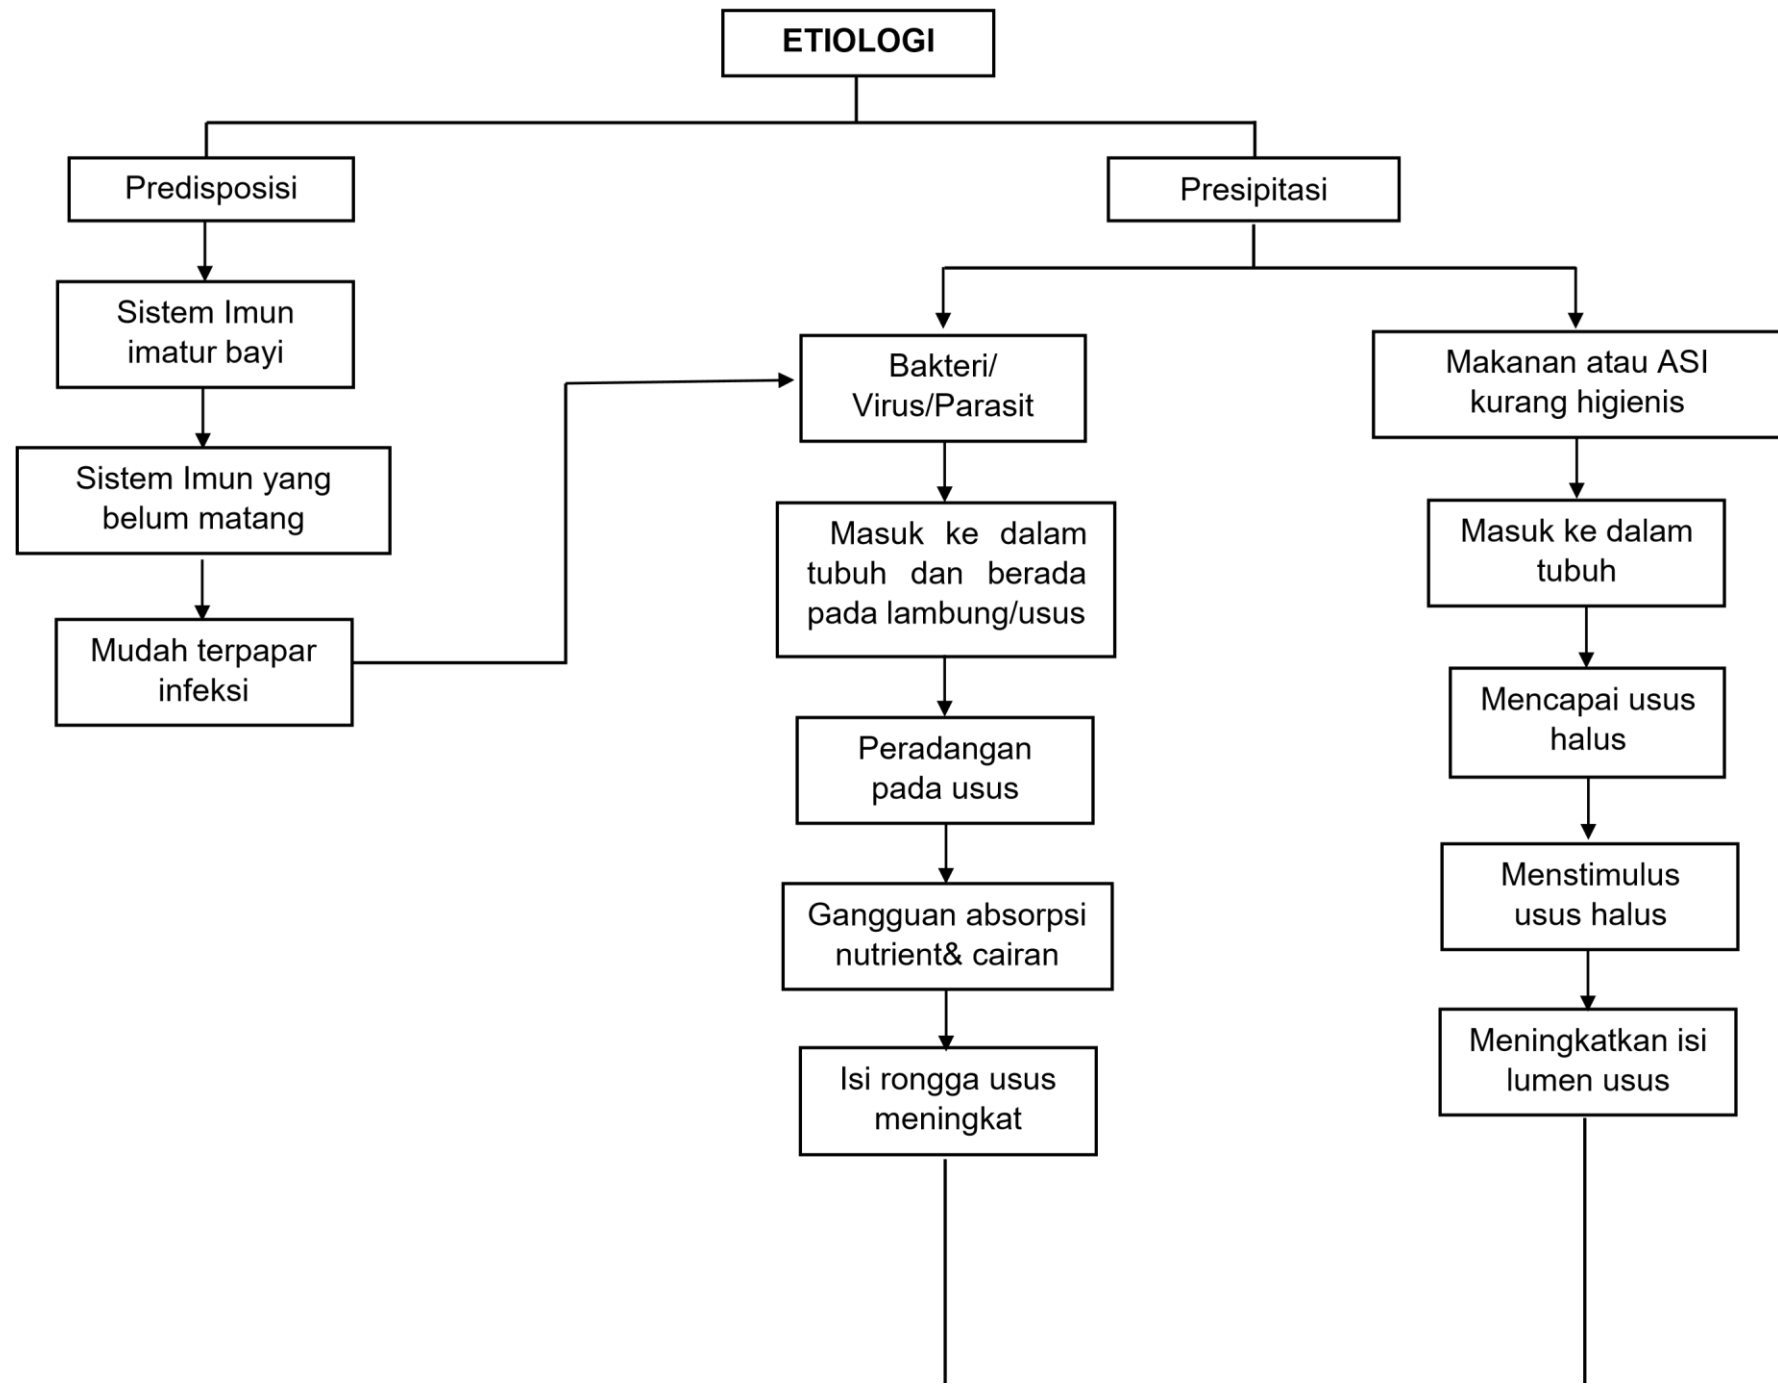 ETIOLOGI
Predisposisi
Presipitasi
Sistem Imun
imatur bayi
Sistem Imun yang
belum matang
Mudah terpapar
infeksi
Bakteri/
Virus/Parasit
Masuk ke dalam
tubuh dan berada
pada lambung/usus
Peradangan
pada usus
Gangguan absorpsi
nutrient& cairan
Isi rongga usus
meningkat
Makanan atau ASI
kurang higienis
Masuk ke dalam
tubuh
Mencapai usus
halus
Menstimulus
usus halus
Meningkatkan isi
lumen usus